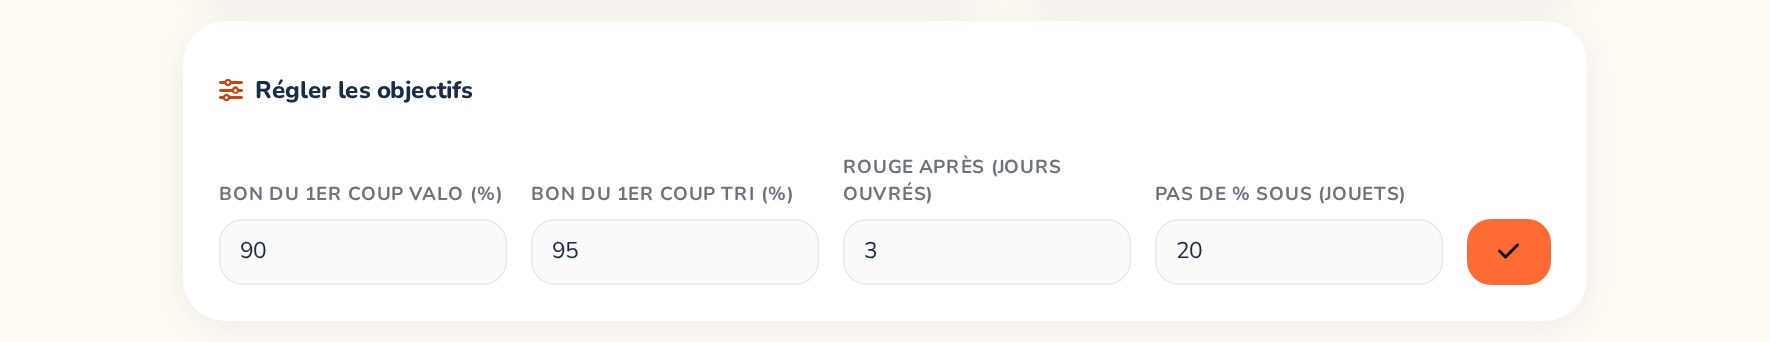 Régler les objectifs
BON DU 1ER COUP VALO (%)
BON DU 1ER COUP TRI (%)
ROUGE APRÈS (JOURS
OUVRÉS)
PAS DE % SOUS (JOUETS)
90
95
3
20